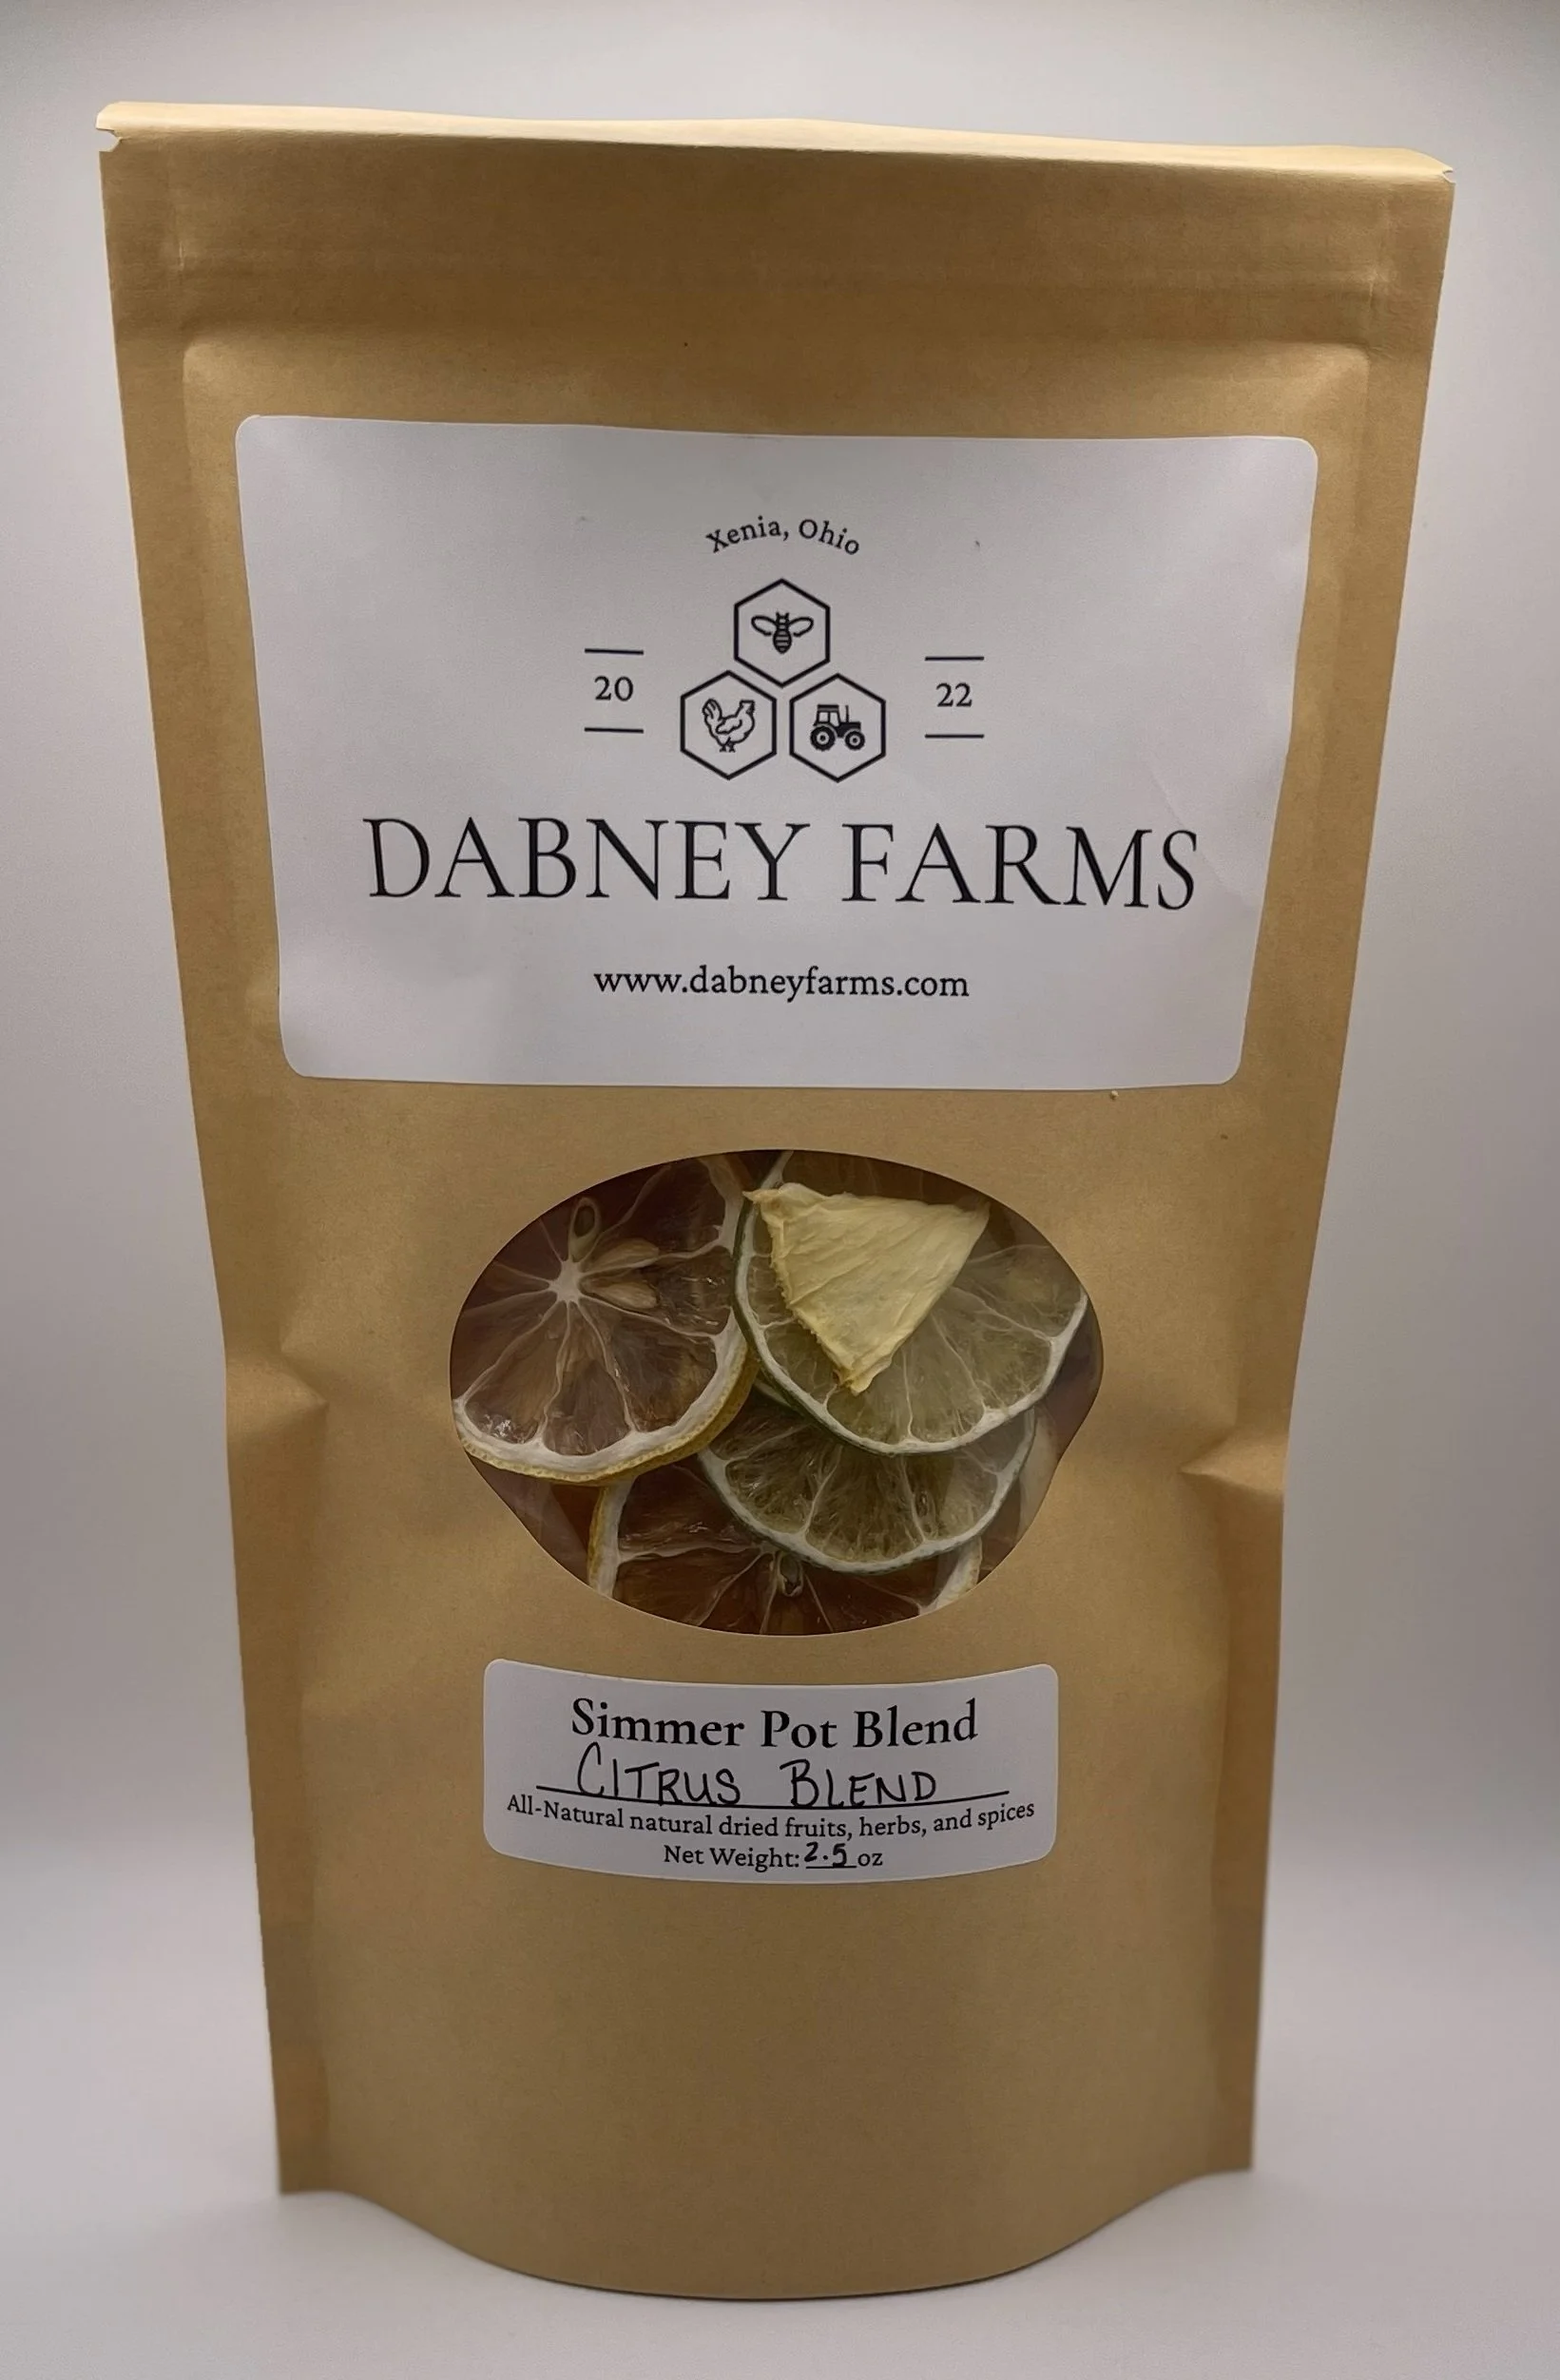 Xenia, Ohio
20 22
DABNEY FARMS
www.dabneyfarms.com
Simmer Pot Blend
CITRUS BLEND
All-Natural natural dried fruits, herbs, and spices
Net Weight: 2.5 oz